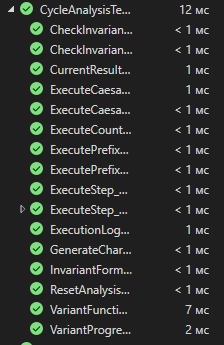 CycleAnalysisTe... 12 мс
CheckInvarian... < 1 мс
CheckInvarian... < 1 мс
CurrentResult... 1 мс
ExecuteCaesa... 1 мс
ExecuteCaesa... < 1 мс
ExecuteCount... < 1 мс
ExecutePrefix... < 1 мс
ExecutePrefix... < 1 мс
ExecuteStep_... < 1 мс
ExecuteStep_... < 1 мс
ExecutionLog... 1 мс
GenerateChar... < 1 мс
InvariantForm... < 1 мс
ResetAnalysis... < 1 мс
VariantFuncti... 7 мс
VariantProgre... 2 мс